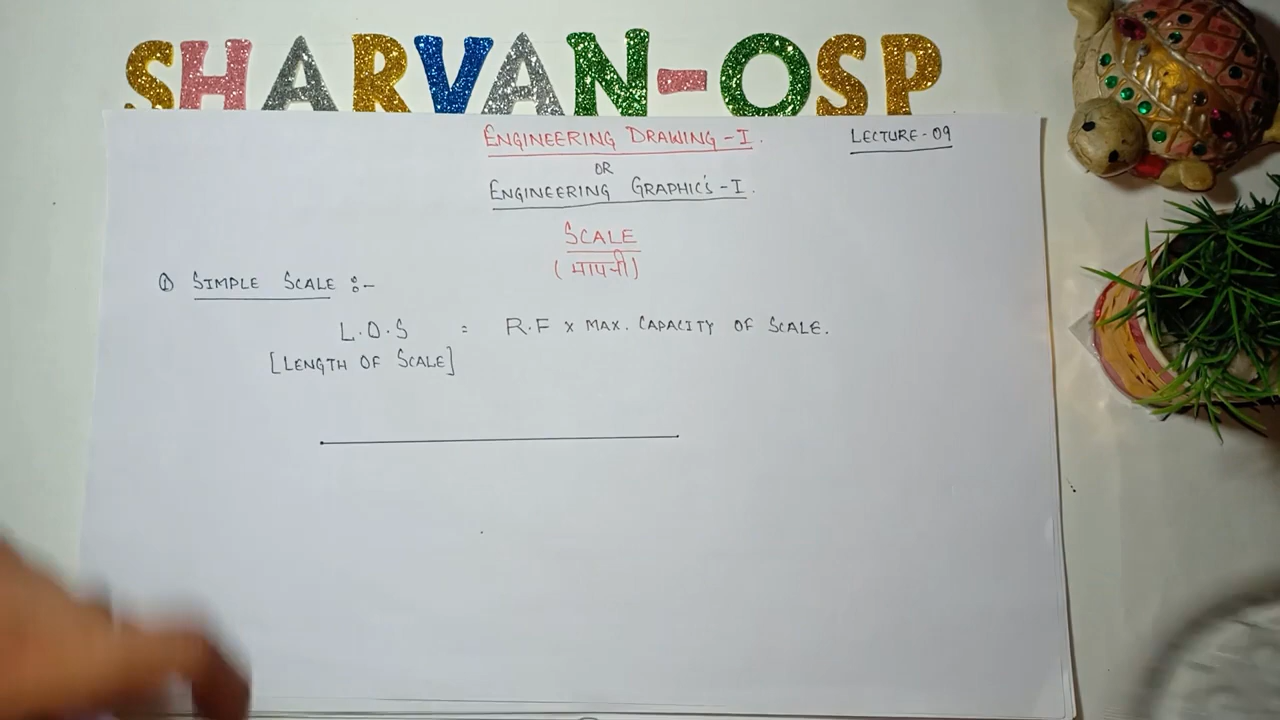 SHARVAN-OSP
ENGINEERING DRAWING-I.
LECTURE-09
OR
ENGINEERING GRAPHIC'S-I.
SCALE
(मापनी)
① SIMPLE SCALE :-
L.O.S = R.F x MAX. CAPACITY OF SCALE.
[LENGTH OF SCALE]